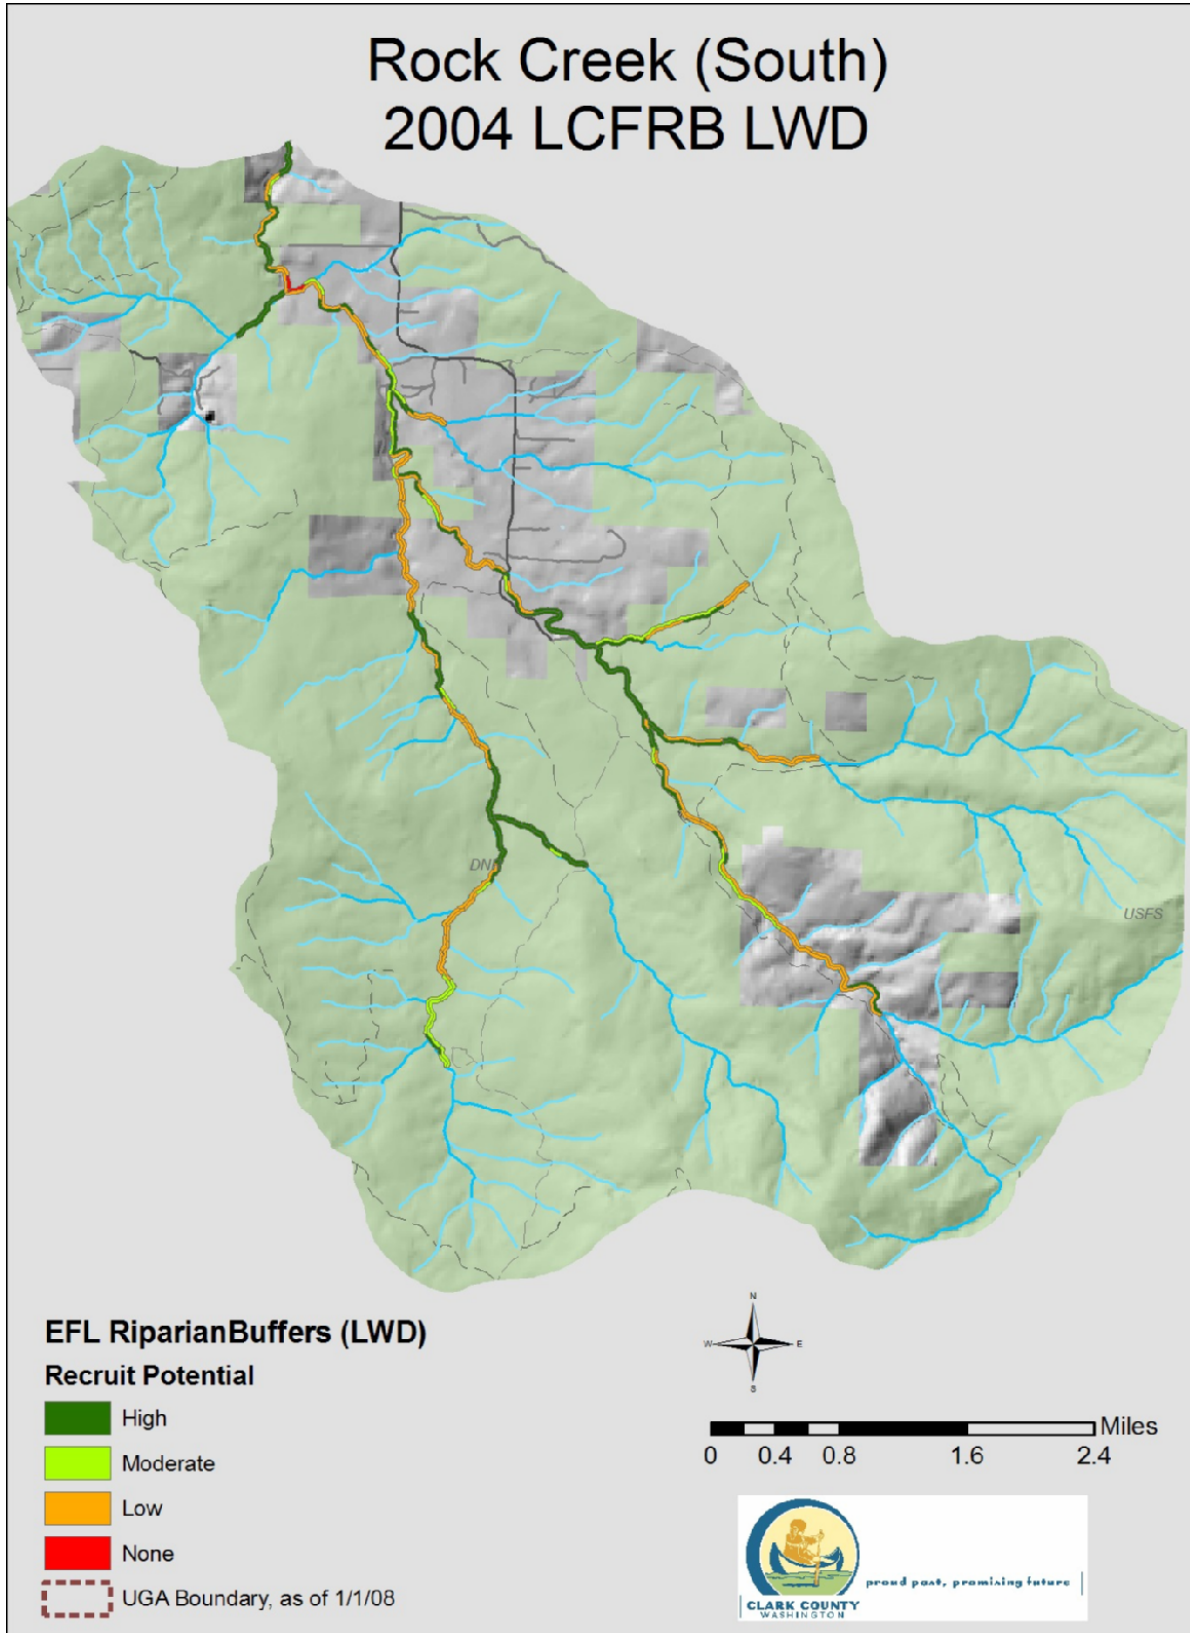 Rock Creek (South)
2004 LCFRB LWD
USFS
EFL RiparianBuffers (LWD)
Recruit Potential
High
Moderate
Low
None
UGA Boundary, as of 1/1/08
N
W
E
S
Miles
0 0.4 0.8 1.6 2.4
proud past, promising future
CLARK COUNTY
WASHINGTON